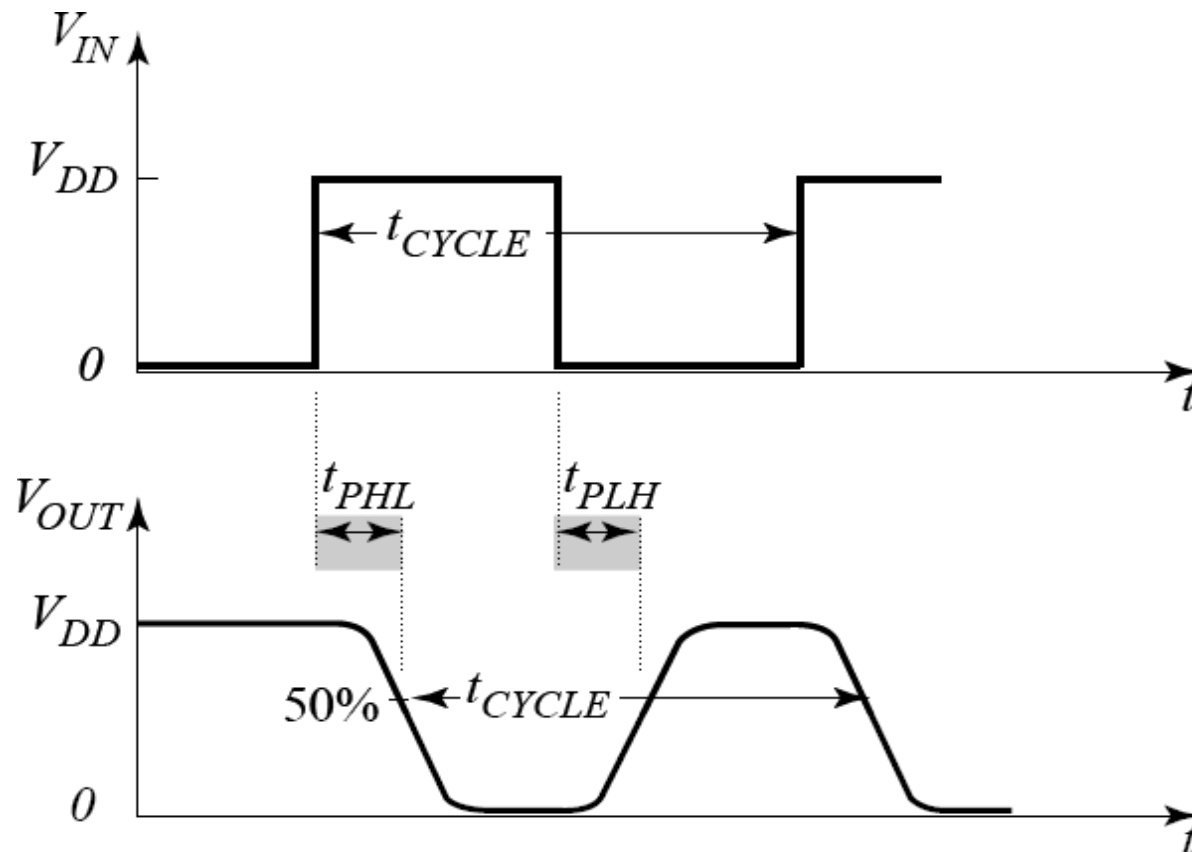 V_IN
V_DD
t_CYCLE
0
t
t_PHL t_PLH
V_OUT
V_DD
50% t_CYCLE
0
t